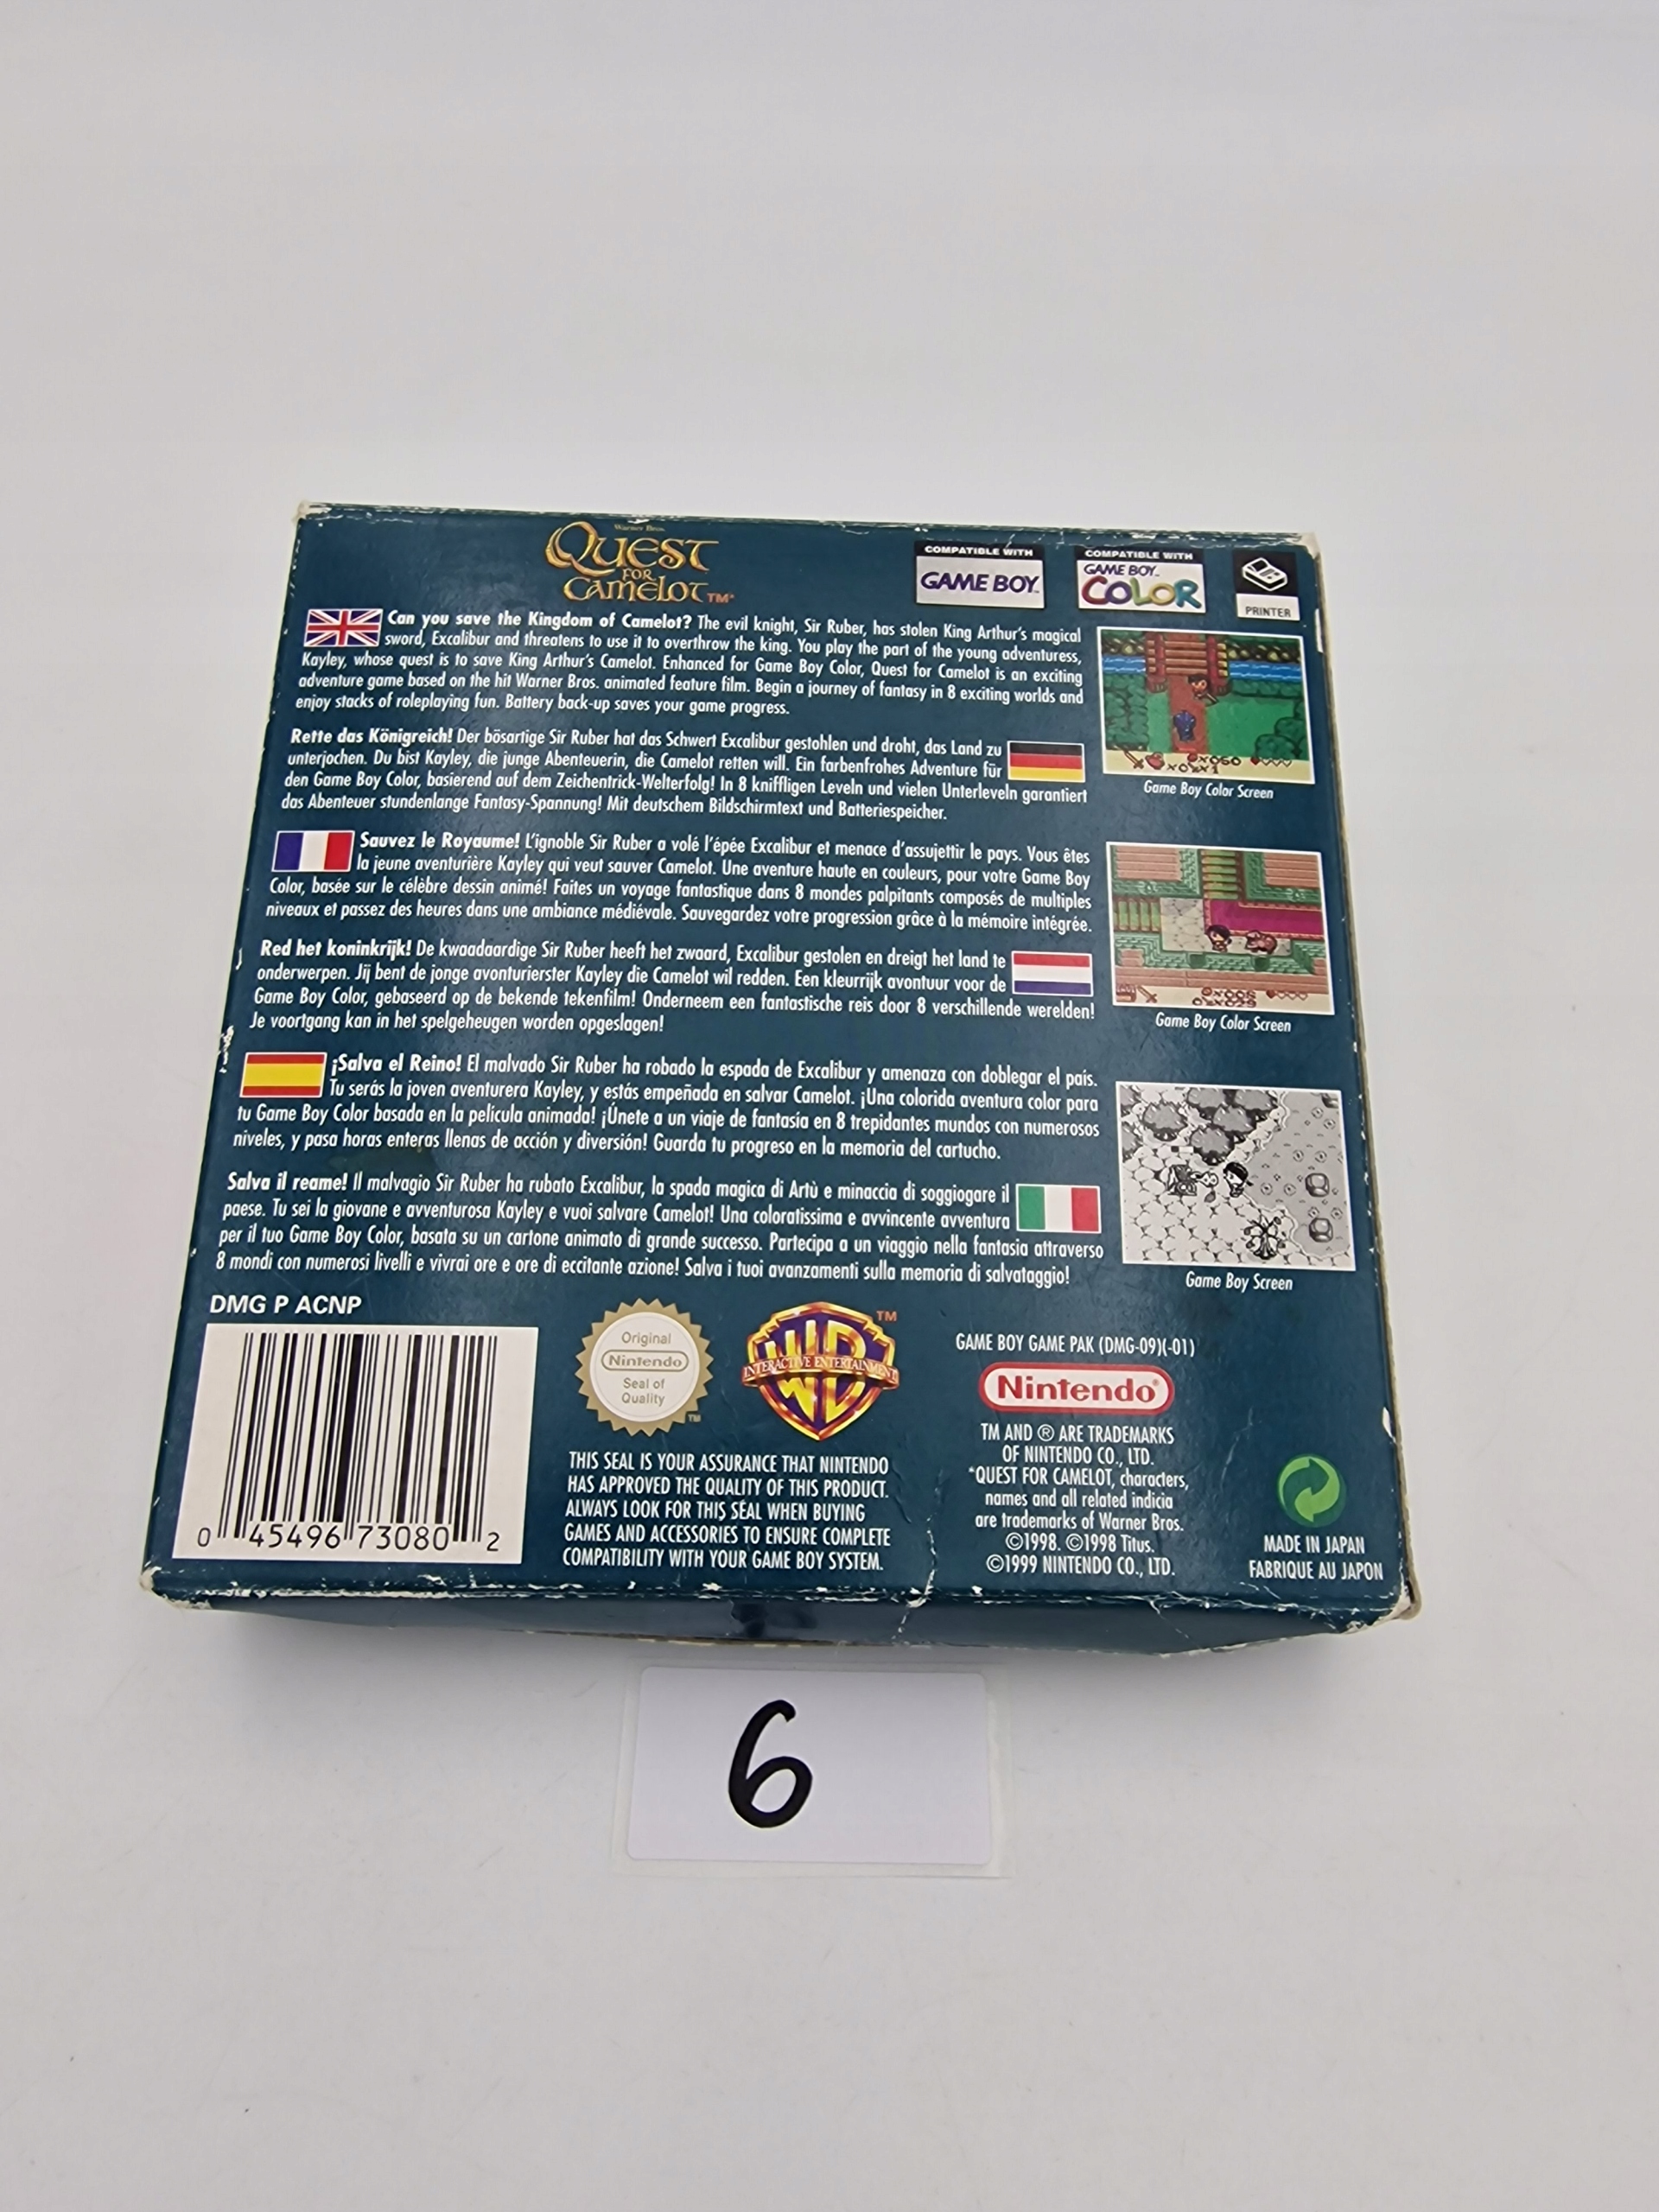 Warner Bros.
QUEST
FOR
CAMELOT™*
COMPATIBLE WITH
GAME BOY™
COMPATIBLE WITH
GAME BOY™
COLOR
PRINTER
Can you save the Kingdom of Camelot? The evil knight, Sir Ruber, has stolen King Arthur's magical
sword, Excalibur and threatens to use it to overthrow the king. You play the part of the young adventuress,
Kayley, whose quest is to save King Arthur's Camelot. Enhanced for Game Boy Color, Quest for Camelot is an exciting
adventure game based on the hit Warner Bros. animated feature film. Begin a journey of fantasy in 8 exciting worlds and
enjoy stacks of roleplaying fun. Battery back-up saves your game progress.
Rette das Königreich! Der bösartige Sir Ruber hat das Schwert Excalibur gestohlen und droht, das Land zu
unterjochen. Du bist Kayley, die junge Abenteuerin, die Camelot retten will. Ein farbenfrohes Adventure für
den Game Boy Color, basierend auf dem Zeichentrick-Welterfolg! In 8 kniffligen Leveln und vielen Unterleveln garantiert
das Abenteuer stundenlange Fantasy-Spannung! Mit deutschem Bildschirmtext und Batteriespeicher.
Sauvez le Royaume! L'ignoble Sir Ruber a volé l'épée Excalibur et menace d'assujettir le pays. Vous êtes
la jeune aventurière Kayley qui veut sauver Camelot. Une aventure haute en couleurs, pour votre Game Boy
Color, basée sur le célèbre dessin animé! Faites un voyage fantastique dans 8 mondes palpitants composés de multiples
niveaux et passez des heures dans une ambiance médiévale. Sauvegardez votre progression grâce à la mémoire intégrée.
Red het koninkrijk! De kwaadaardige Sir Ruber heeft het zwaard, Excalibur gestolen en dreigt het land te
onderwerpen. Jij bent de jonge avonturierster Kayley die Camelot wil redden. Een kleurrijk avontuur voor de
Game Boy Color, gebaseerd op de bekende tekenfilm! Onderneem een fantastische reis door 8 verschillende werelden!
Je voortgang kan in het spelgeheugen worden opgeslagen!
¡Salva el Reino! El malvado Sir Ruber ha robado la espada de Excalibur y amenaza con doblegar el país.
Tu serás la joven aventurera Kayley, y estás empeñada en salvar Camelot. ¡Una colorida aventura color para
tu Game Boy Color basada en la película animada! ¡Únete a un viaje de fantasía en 8 trepidantes mundos con numerosos
niveles, y pasa horas enteras llenas de acción y diversión! Guarda tu progreso en la memoria del cartucho.
Salva il reame! Il malvagio Sir Ruber ha rubato Excalibur, la spada magica di Artù e minaccia di soggiogare il
paese. Tu sei la giovane e avventurosa Kayley e vuoi salvare Camelot! Una coloratissima e avvincente avventura
per il tuo Game Boy Color, basata su un cartone animato di grande successo. Partecipa a un viaggio nella fantasia attraverso
8 mondi con numerosi livelli e vivrai ore e ore di eccitante azione! Salva i tuoi avanzamenti sulla memoria di salvataggio!
Game Boy Color Screen
Game Boy Color Screen
Game Boy Screen
DMG P ACNP
0 45496 73080 2
Original
Nintendo
Seal of
Quality
TM
WB
INTERACTIVE ENTERTAINMENT
TM
THIS SEAL IS YOUR ASSURANCE THAT NINTENDO
HAS APPROVED THE QUALITY OF THIS PRODUCT.
ALWAYS LOOK FOR THIS SEAL WHEN BUYING
GAMES AND ACCESSORIES TO ENSURE COMPLETE
COMPATIBILITY WITH YOUR GAME BOY SYSTEM.
GAME BOY GAME PAK (DMG-09)(-01)
Nintendo®
TM AND ® ARE TRADEMARKS
OF NINTENDO CO., LTD.
*QUEST FOR CAMELOT, characters,
names and all related indicia
are trademarks of Warner Bros.
©1998. ©1998 Titus.
©1999 NINTENDO CO., LTD.
MADE IN JAPAN
FABRIQUE AU JAPON
6